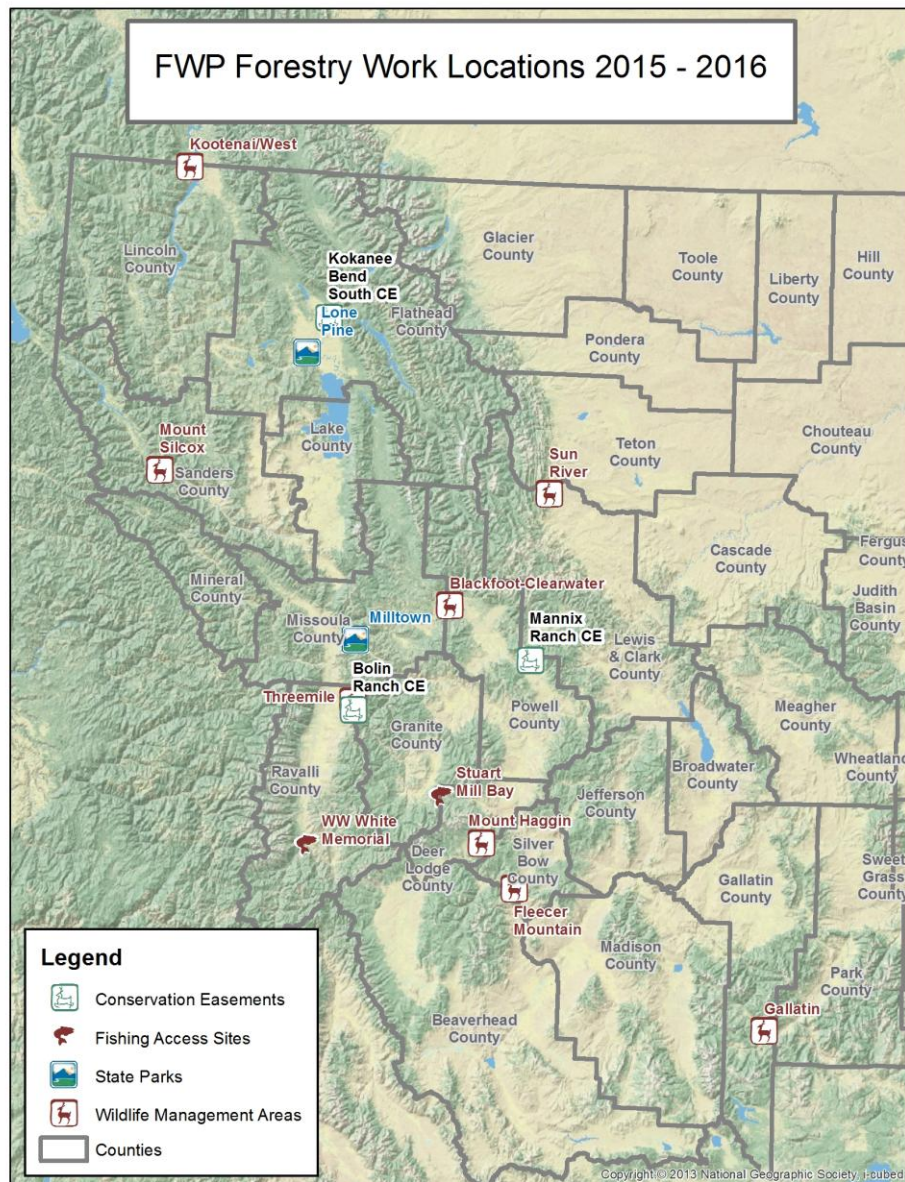 FWP Forestry Work Locations 2015 - 2016
Kootenai/West
Lincoln
County
Kokanee
Bend
South CE
Lone
Pine
Flathead
County
Glacier
County
Toole
County
Liberty
County
Hill
County
Pondera
County
Mount
Silcox
Sanders
County
Lake
County
Sun
River
Teton
County
Chouteau
County
Cascade
County
Fergus
County
Judith
Basin
County
Mineral
County
Missoula
County
Milltown
Blackfoot-Clearwater
Mannix
Ranch CE
Lewis
& Clark
County
Bolin
Ranch CE
Threemile
Granite
County
Powell
County
Meagher
County
Wheatland
County
Broadwater
County
Jefferson
County
Ravalli
County
Stuart
Mill Bay
WW White
Memorial
Mount Haggin
Deer
Lodge
County
Silver
Bow
County
Fleecer
Mountain
Gallatin
County
Sweet
Grass
County
Madison
County
Park
County
Gallatin
Beaverhead
County
Legend
Conservation Easements
Fishing Access Sites
State Parks
Wildlife Management Areas
Counties
Copyright:© 2013 National Geographic Society, i-cubed